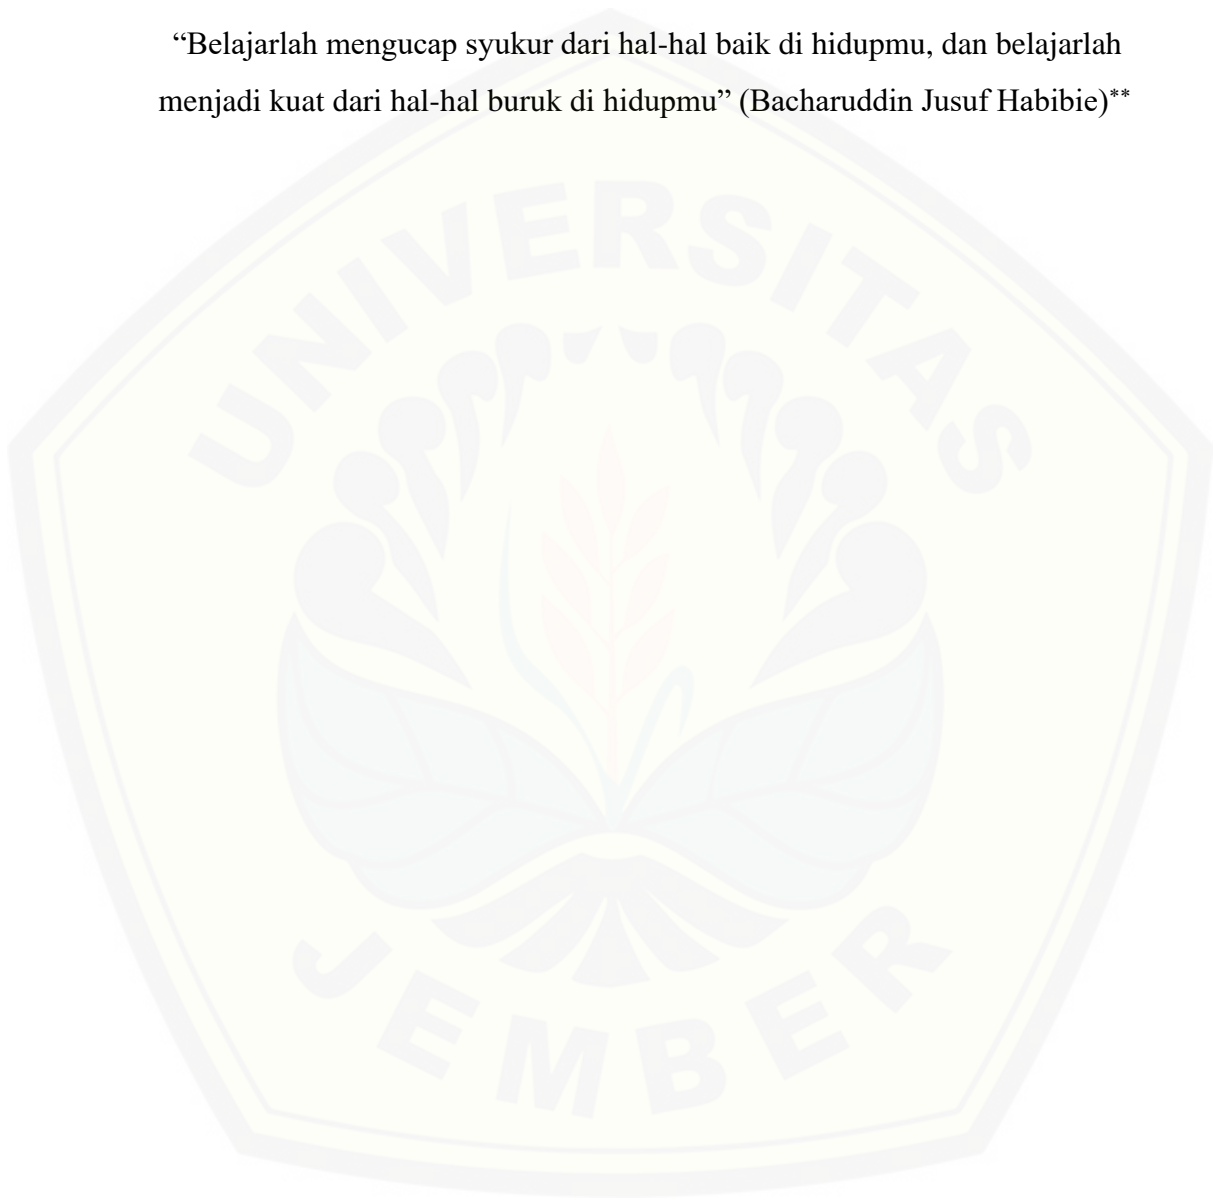 “Belajarlah mengucap syukur dari hal-hal baik di hidupmu, dan belajarlah
menjadi kuat dari hal-hal buruk di hidupmu” (Bacharuddin Jusuf Habibie)**
UNIVERSITAS
JEMBER